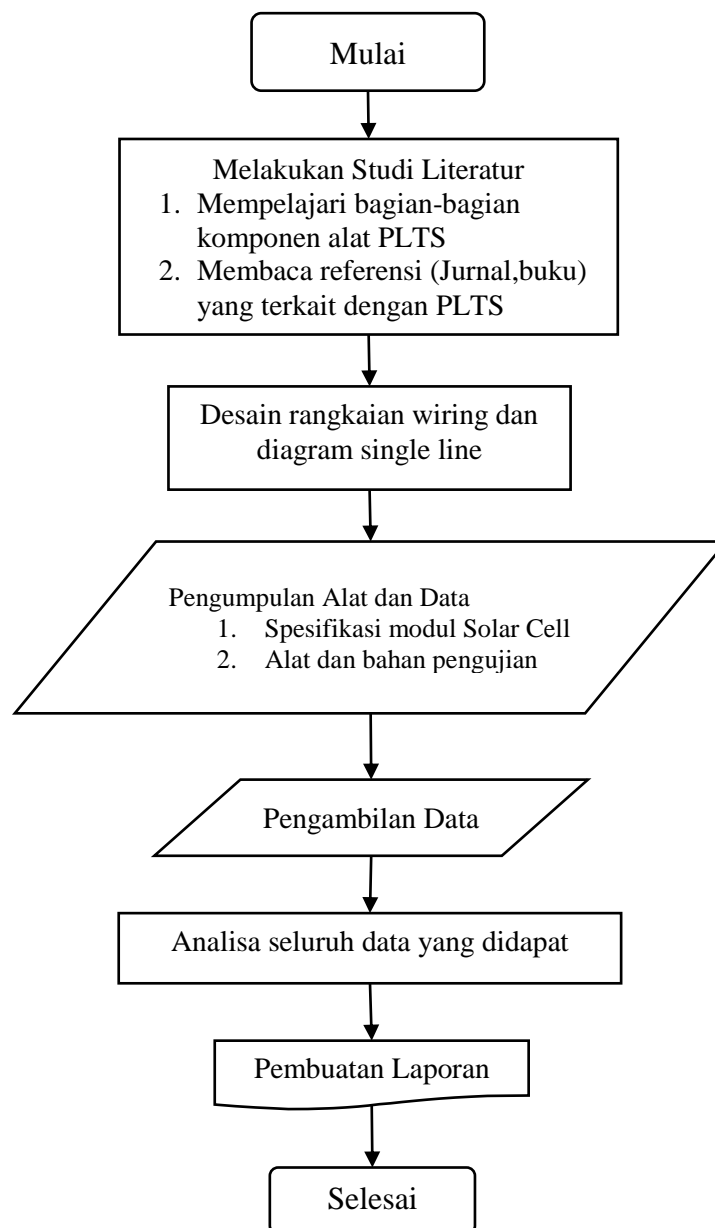 Mulai
Melakukan Studi Literatur
1. Mempelajari bagian-bagian
komponen alat PLTS
2. Membaca referensi (Jurnal,buku)
yang terkait dengan PLTS
Desain rangkaian wiring dan
diagram single line
Pengumpulan Alat dan Data
1. Spesifikasi modul Solar Cell
2. Alat dan bahan pengujian
Pengambilan Data
Analisa seluruh data yang didapat
Pembuatan Laporan
Selesai